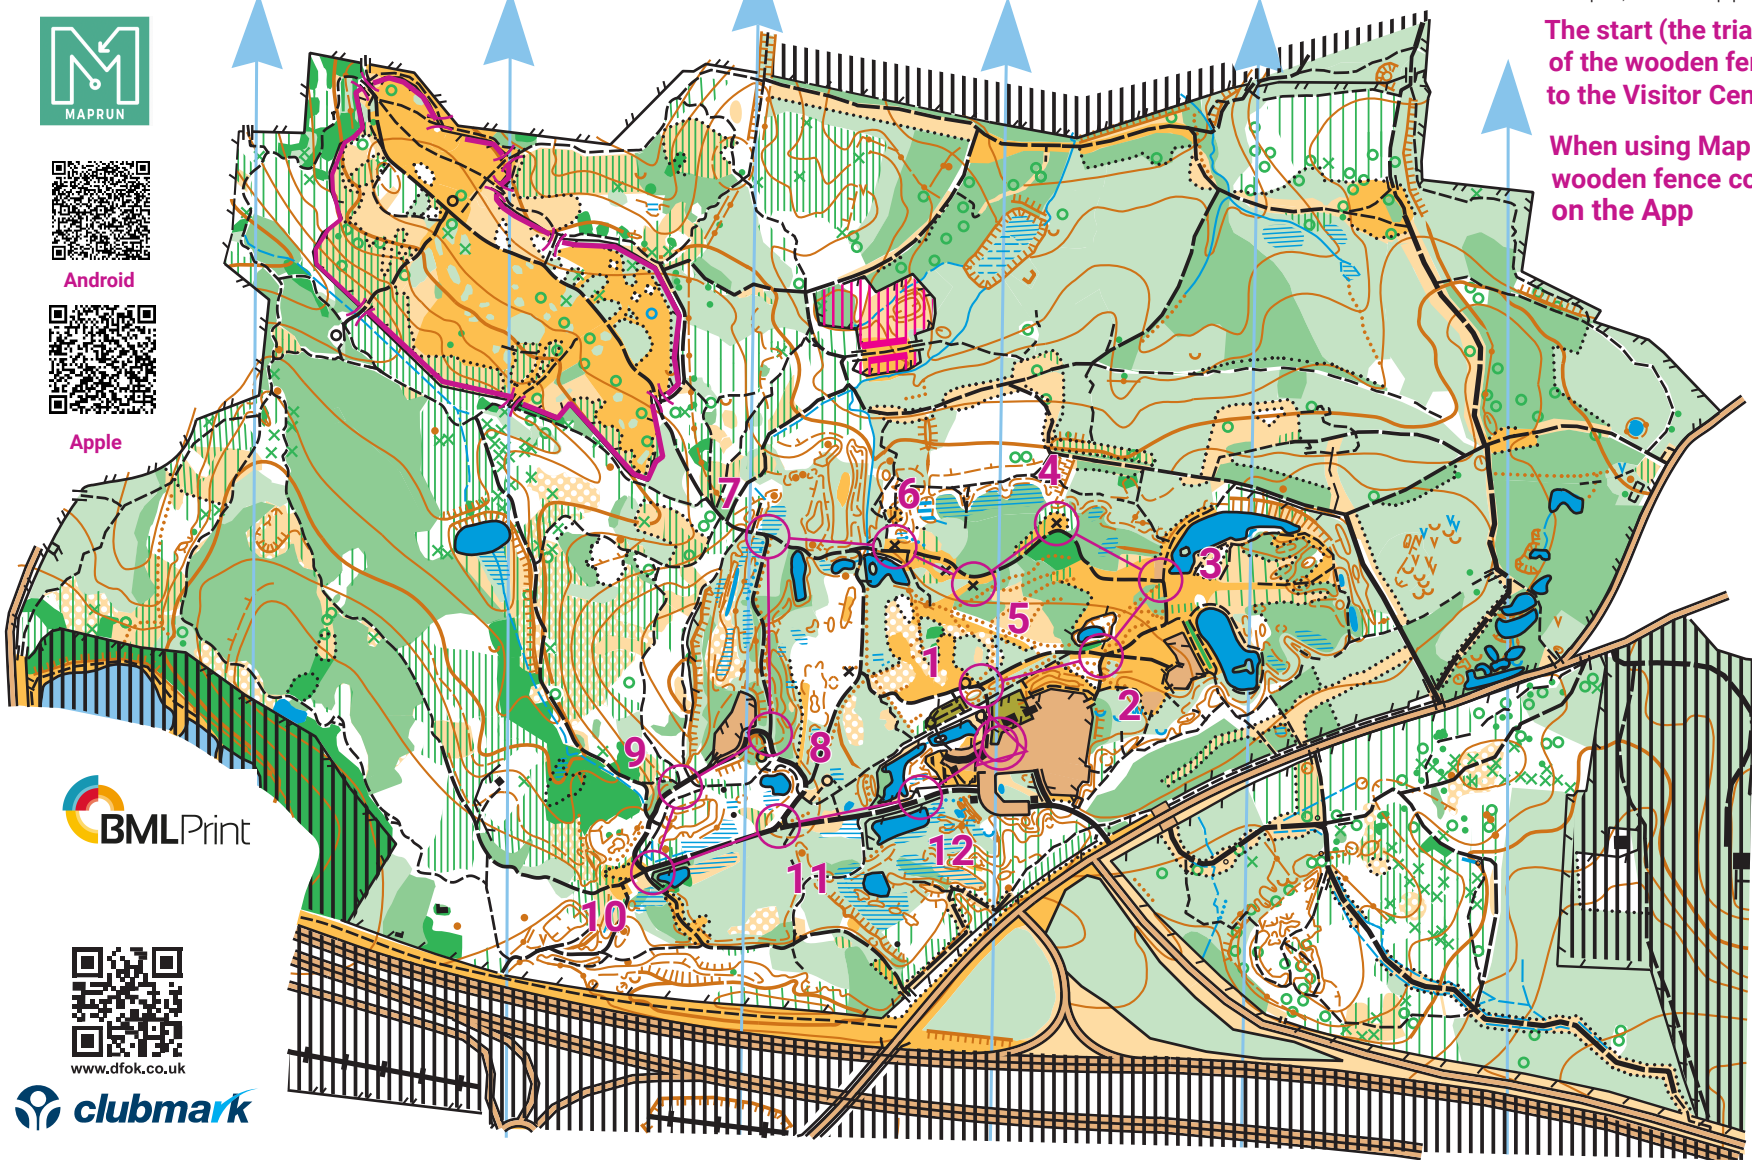 MAPRUN
Android
Apple
BMLPrint
www.dfok.co.uk
clubmark
The start (the tria
of the wooden fen
to the Visitor Cen
When using Map
wooden fence co
on the App
7
6
4
3
5
1
2
8
9
10
11
12